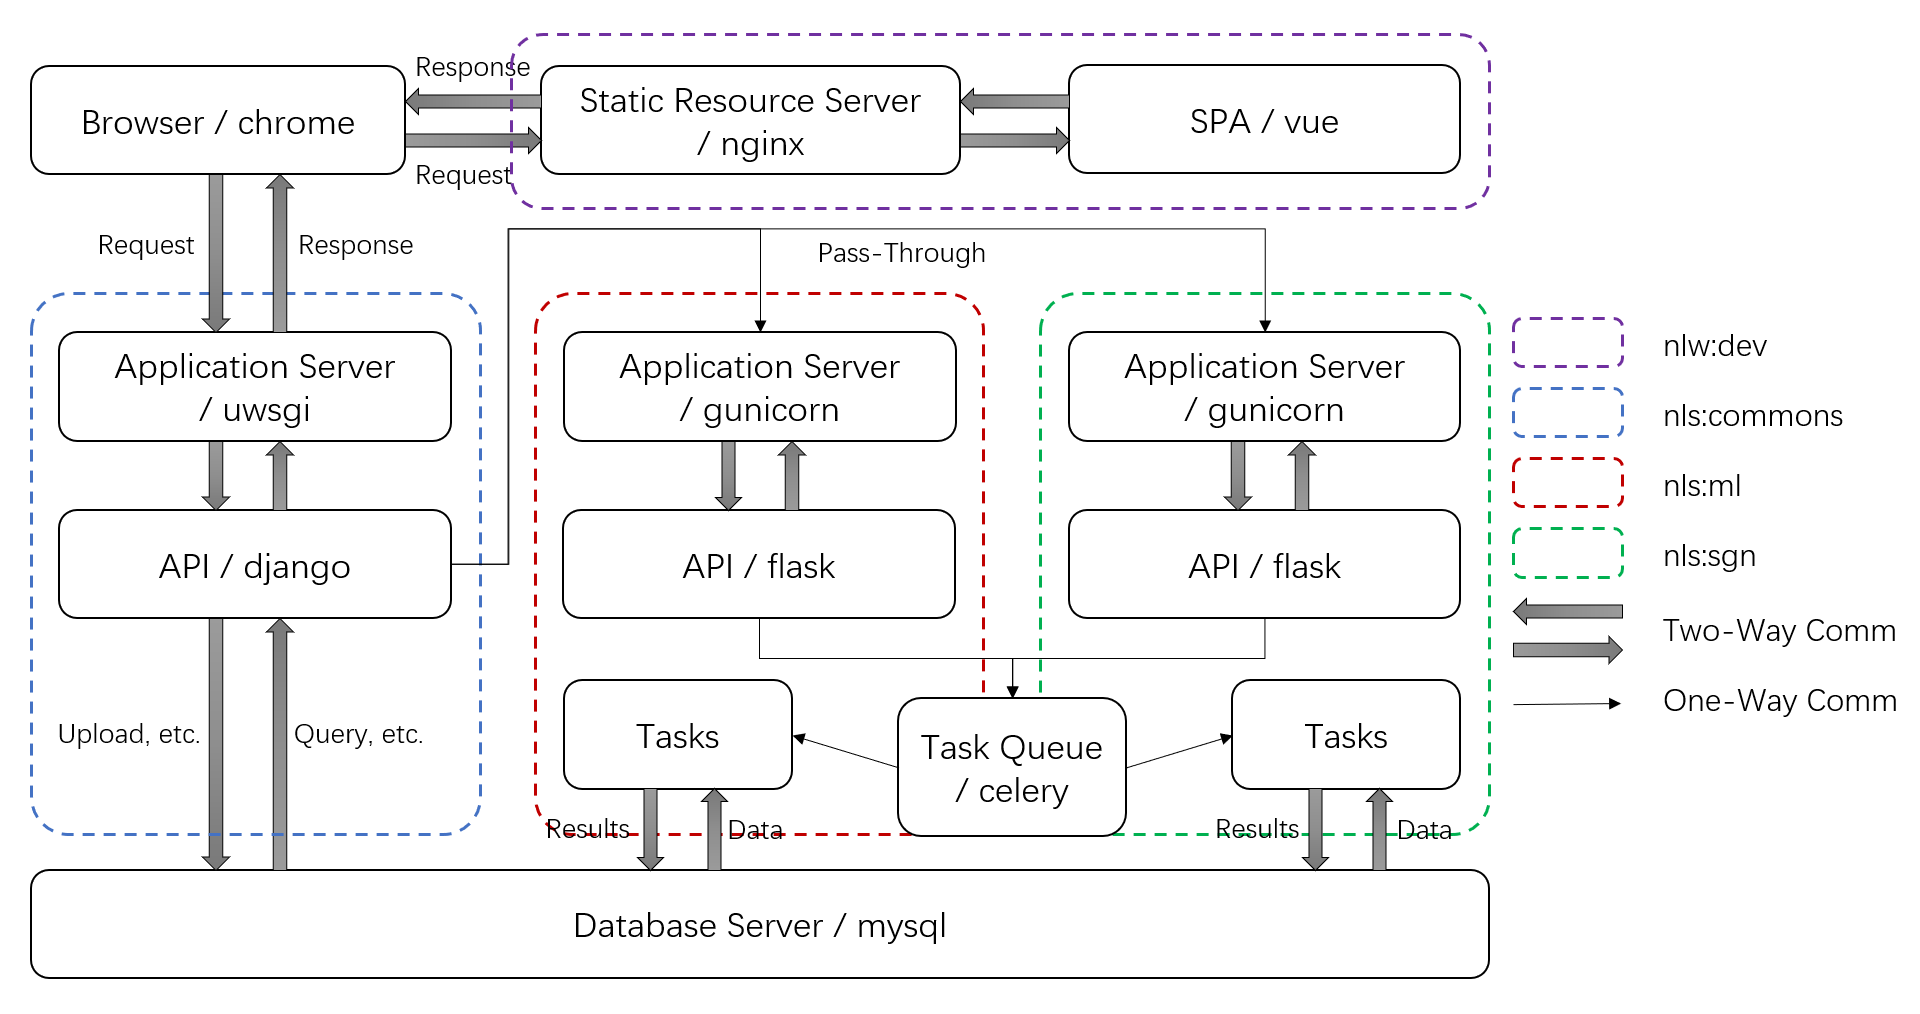 Response
Browser / chrome
Static Resource Server
/ nginx
SPA / vue
Request
Request
Response
Pass-Through
Application Server
/ uwsgi
Application Server
/ gunicorn
Application Server
/ gunicorn
API / django
API / flask
API / flask
Upload, etc.
Query, etc.
Tasks
Task Queue
/ celery
Tasks
Results
Data
Results
Data
Database Server / mysql
nlw:dev
nls:commons
nls:ml
nls:sgn
Two-Way Comm
One-Way Comm